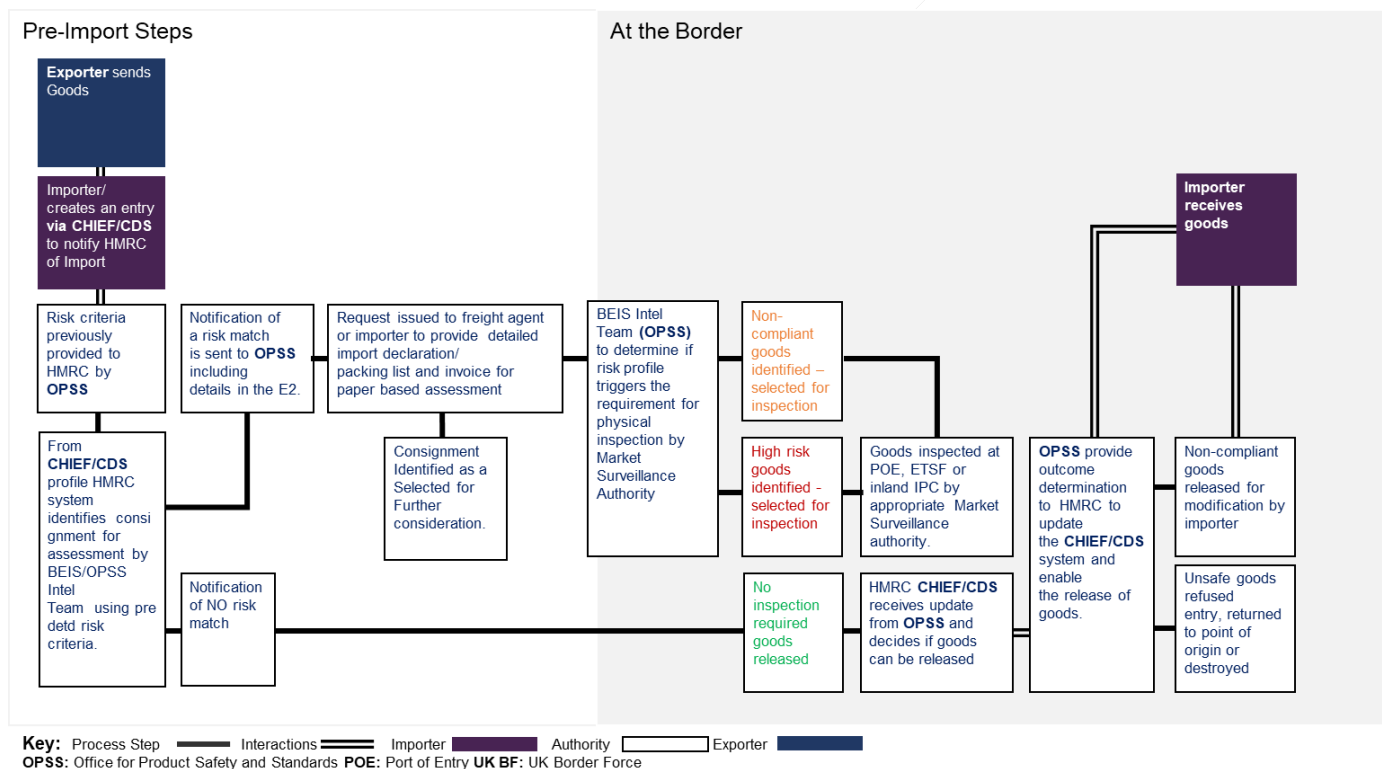 Pre-Import Steps
At the Border
Exporter sends
Goods
Importer/
creates an entry
via CHIEF/CDS
to notify HMRC
of Import
Importer
receives
goods
Risk criteria
previously
provided to
HMRC by
OPSS
Notification of
a risk match
is sent to OPSS
including
details in the E2.
Request issued to freight agent
or importer to provide detailed
import declaration/
packing list and invoice for
paper based assessment
BEIS Intel
Team (OPSS)
to determine if
risk profile
triggers the
requirement for
physical
inspection by
Market
Surveillance
Authority
Non-
compliant
goods
identified –
selected for
inspection
From
CHIEF/CDS
profile HMRC
system
identifies consi
gnment for
assessment by
BEIS/OPSS
Intel
Team using pre
detd risk
criteria.
Consignment
Identified as a
Selected for
Further
consideration.
High risk
goods
identified -
selected for
inspection
Goods inspected at
POE, ETSF or
inland IPC by
appropriate Market
Surveillance
authority.
OPSS provide
outcome
determination
to HMRC to
update
the CHIEF/CDS
system and
enable
the release of
goods.
Non-compliant
goods
released for
modification by
importer
Notification
of NO risk
match
No
inspection
required
goods
released
HMRC CHIEF/CDS
receives update
from OPSS and
decides if goods
can be released
Unsafe goods
refused
entry, returned
to point of
origin or
destroyed
Key: Process Step Interactions Importer Authority Exporter
OPSS: Office for Product Safety and Standards POE: Port of Entry UK BF: UK Border Force